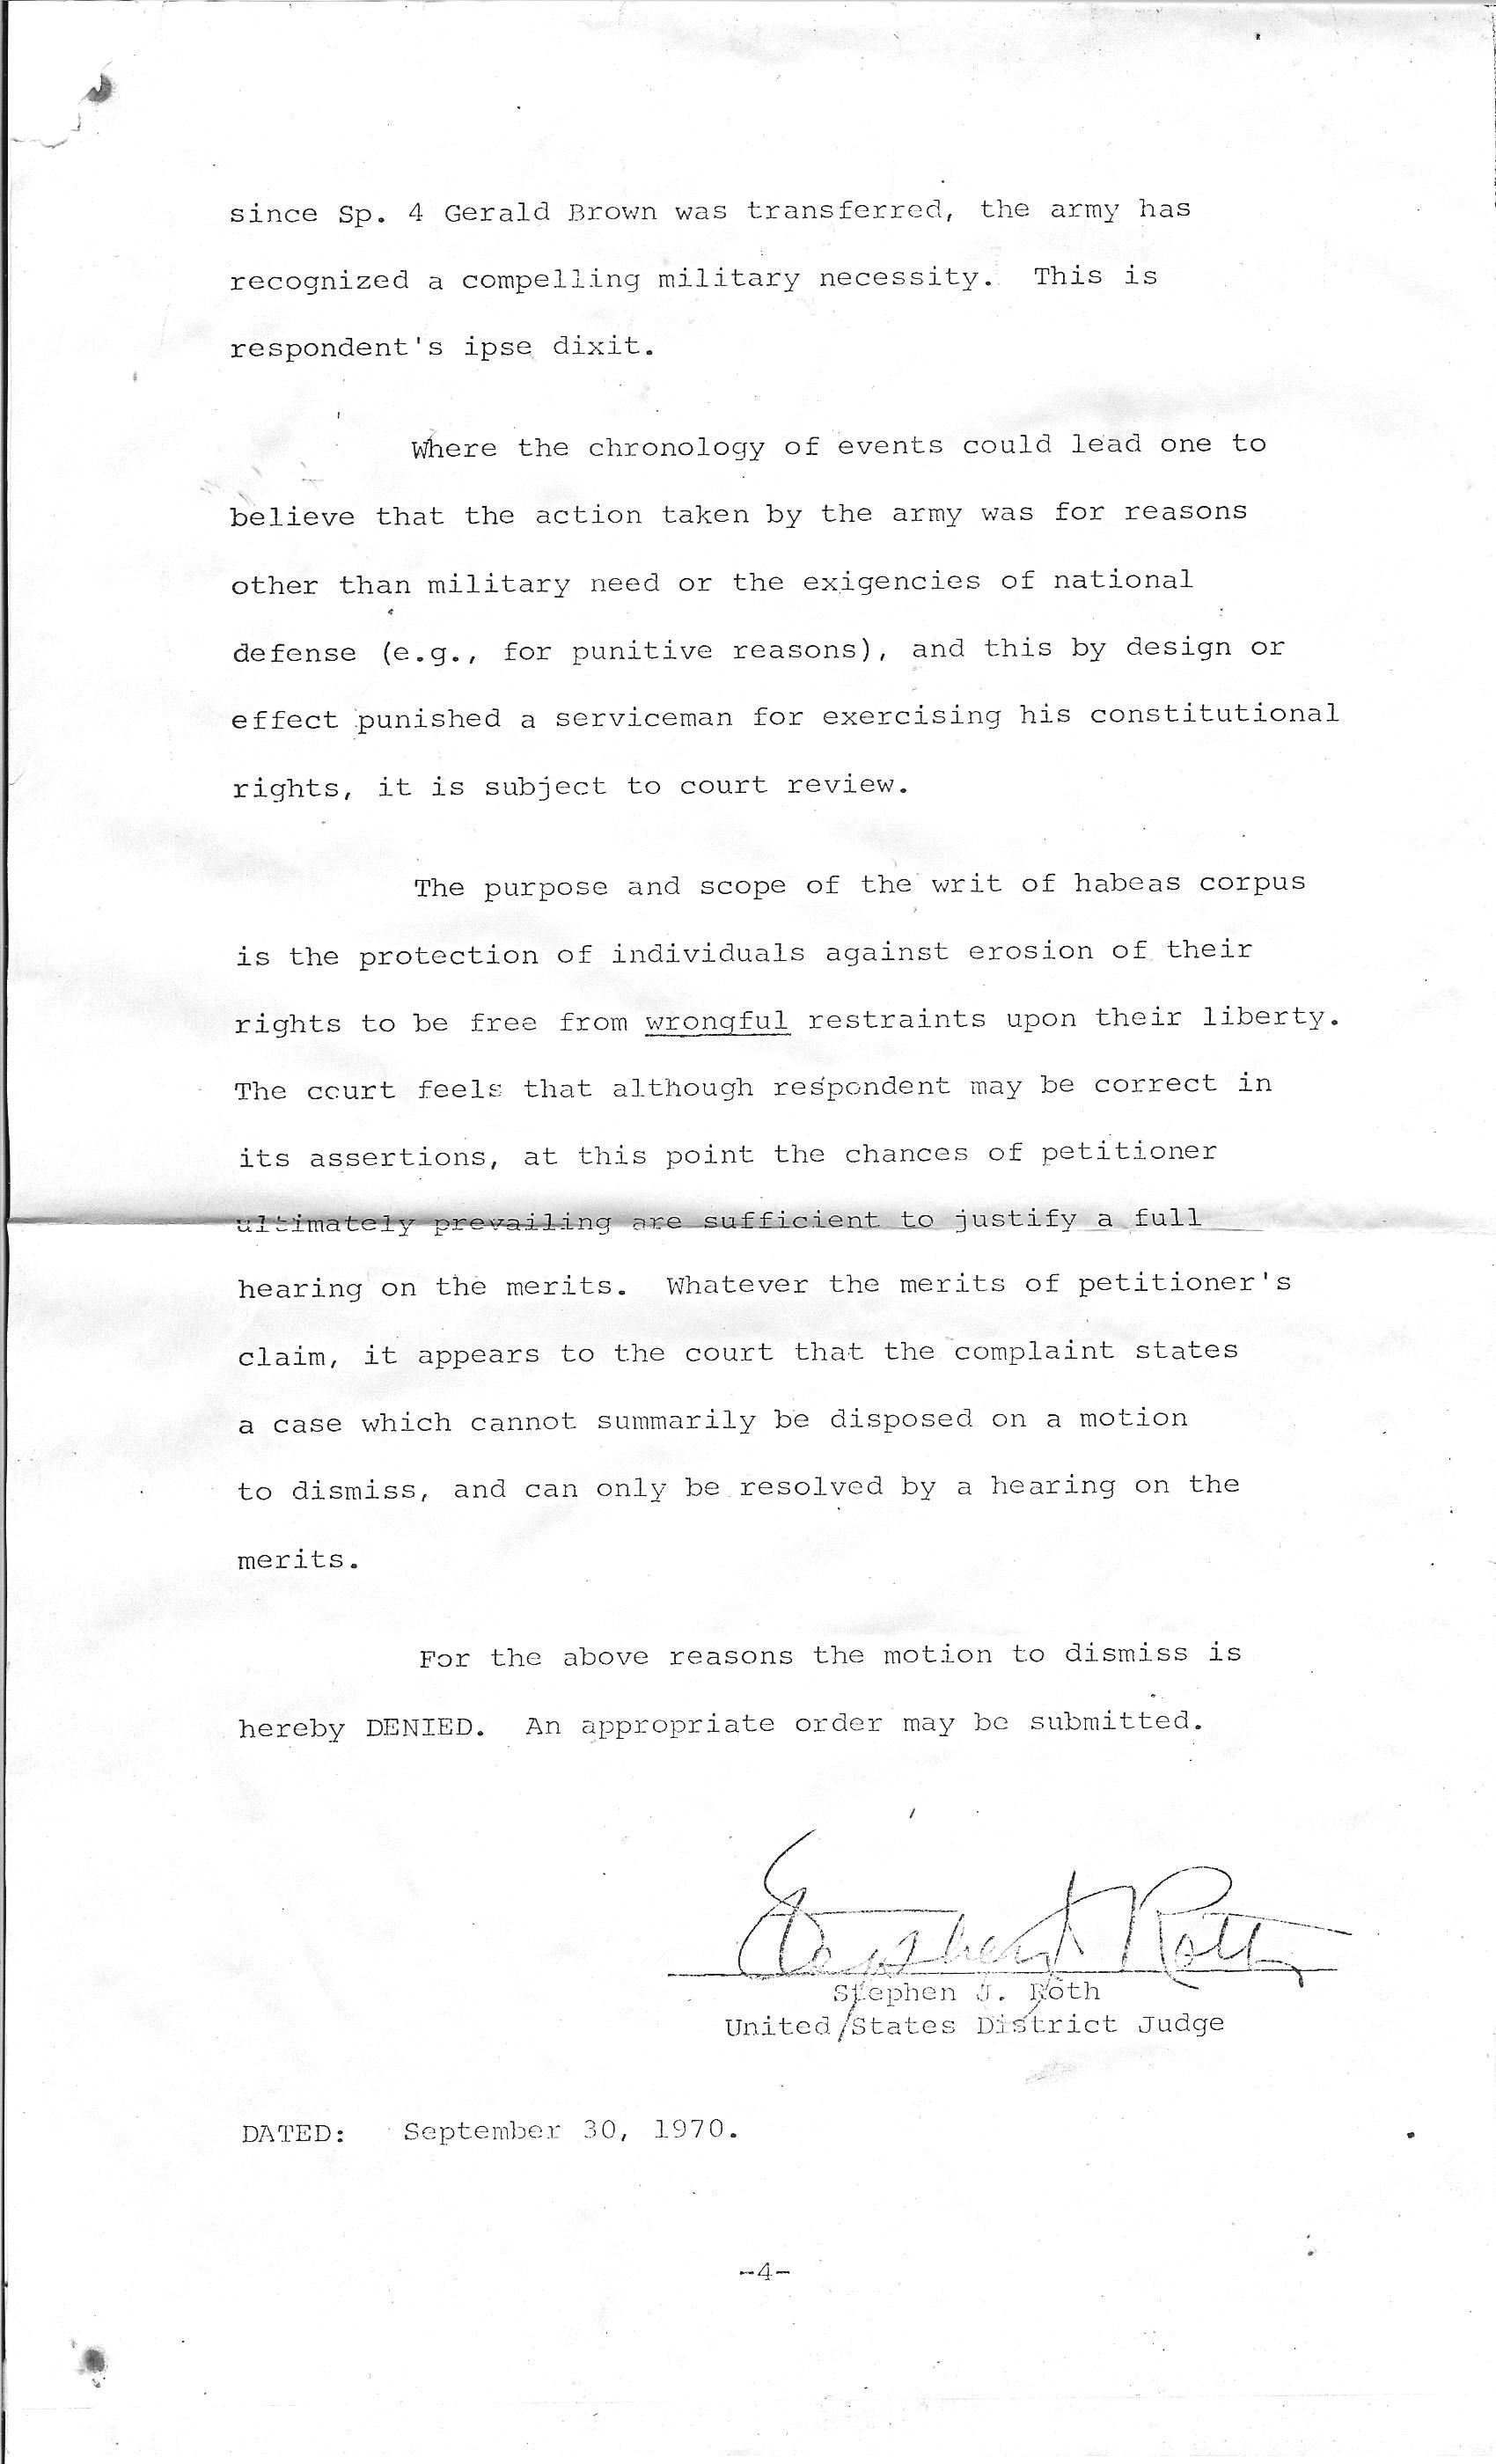 since Sp. 4 Gerald Brown was transferred, the army has
recognized a compelling military necessity. This is
respondent's ipse dixit.
Where the chronology of events could lead one to
believe that the action taken by the army was for reasons
other than military need or the exigencies of national
defense (e.g., for punitive reasons), and this by design or
effect punished a serviceman for exercising his constitutional
rights, it is subject to court review.
The purpose and scope of the writ of habeas corpus
is the protection of individuals against erosion of their
rights to be free from wrongful restraints upon their liberty.
The court feels that although respondent may be correct in
its assertions, at this point the chances of petitioner
ultimately prevailing are sufficient to justify a full
hearing on the merits. Whatever the merits of petitioner's
claim, it appears to the court that the complaint states
a case which cannot summarily be disposed on a motion
to dismiss, and can only be resolved by a hearing on the
merits.
For the above reasons the motion to dismiss is
hereby DENIED. An appropriate order may be submitted.
Stephen J. Roth
Stephen J. Roth
United States District Judge
DATED: September 30, 1970.
-4-